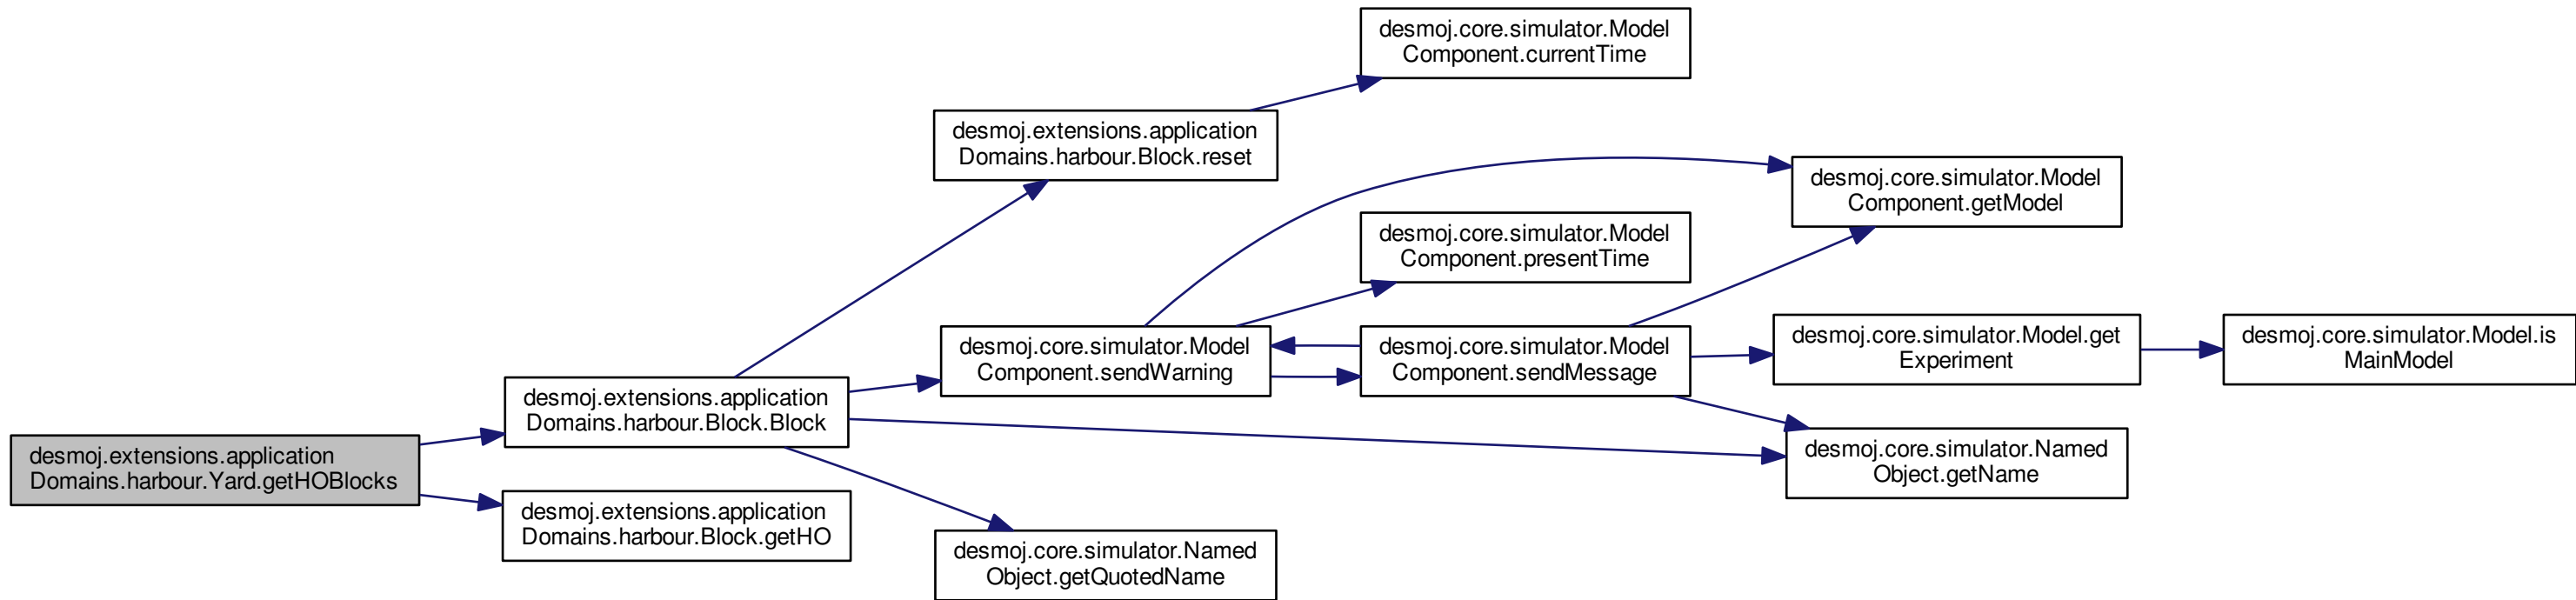 desmoj.core.simulator.Model
Component.currentTime
desmoj.extensions.application
Domains.harbour.Block.reset
desmoj.core.simulator.Model
Component.getModel
desmoj.core.simulator.Model
Component.presentTime
desmoj.core.simulator.Model
Component.sendWarning
desmoj.core.simulator.Model
Component.sendMessage
desmoj.core.simulator.Model.get
Experiment
desmoj.core.simulator.Model.is
MainModel
desmoj.extensions.application
Domains.harbour.Block.Block
desmoj.core.simulator.Named
Object.getName
desmoj.extensions.application
Domains.harbour.Yard.getHOBlocks
desmoj.extensions.application
Domains.harbour.Block.getHO
desmoj.core.simulator.Named
Object.getQuotedName